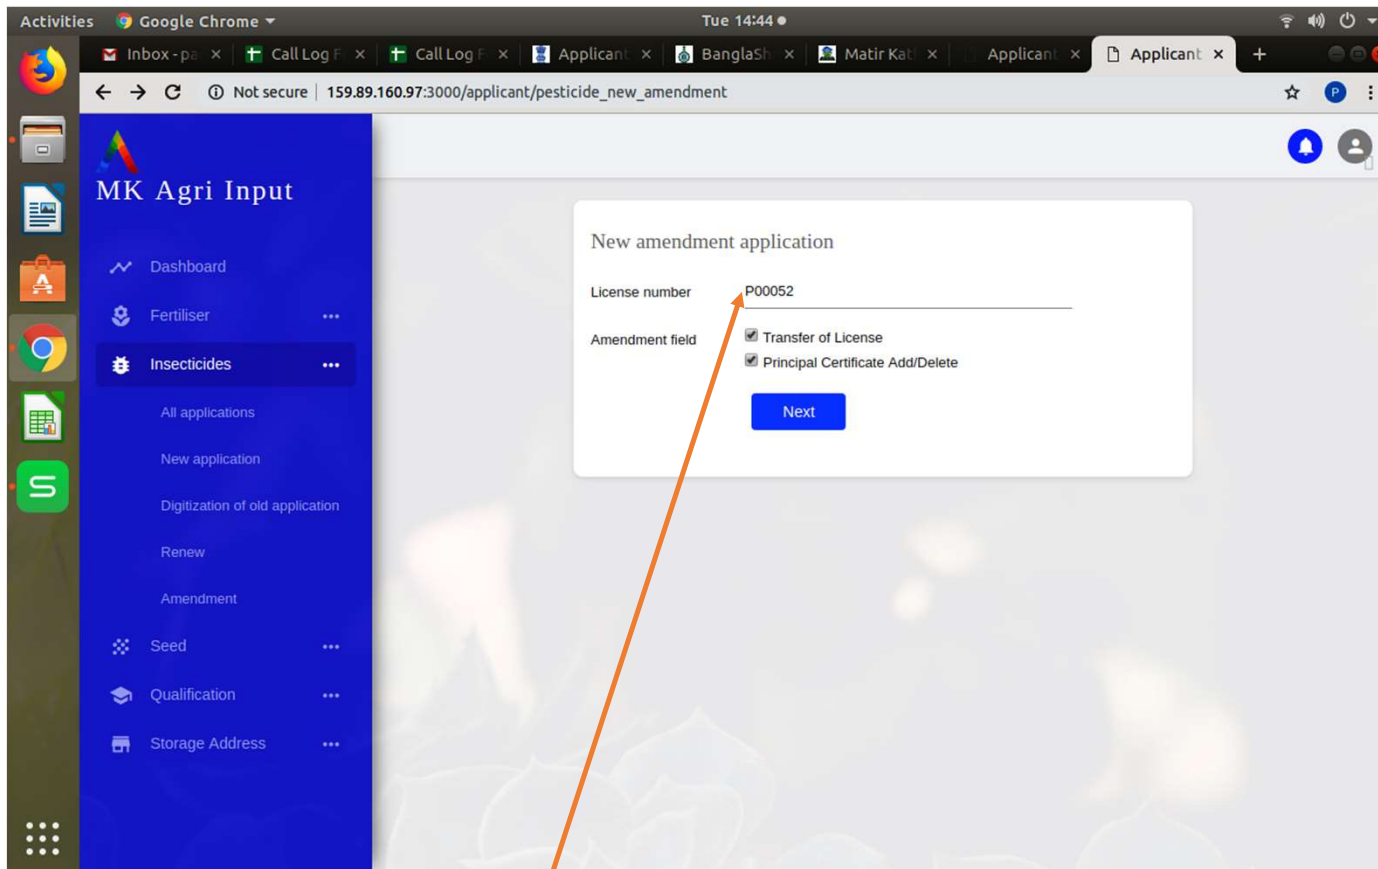 Activities Google Chrome Tue 14:44
Inbox - pa Call Log F Call Log F Applicant BanglaSh Matir Kat Applicant Applicant
Not secure 159.89.160.97:3000/applicant/pesticide_new_amendment P
MK Agri Input
Dashboard
Fertiliser
Insecticides
All applications
New application
Digitization of old application
Renew
Amendment
Seed
Qualification
Storage Address
New amendment application
License number P00052
Amendment field Transfer of License
Principal Certificate Add/Delete
Next